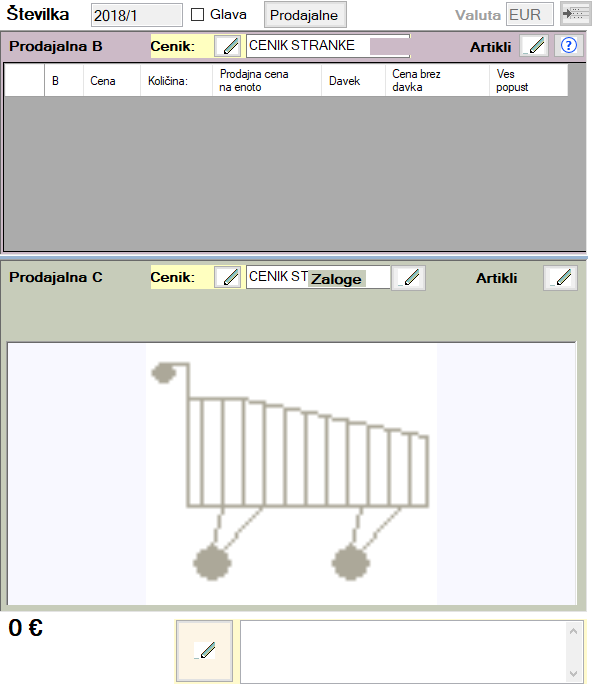 Številka 2018/1 Glava Prodajalne Valuta EUR
Prodajalna B Cenik: CENIK STRANKE Artikli ?
B Cena Količina: Prodajna cena na enoto Davek Cena brez davka Ves popust
Prodajalna C Cenik: CENIK ST Zaloge Artikli
0 €